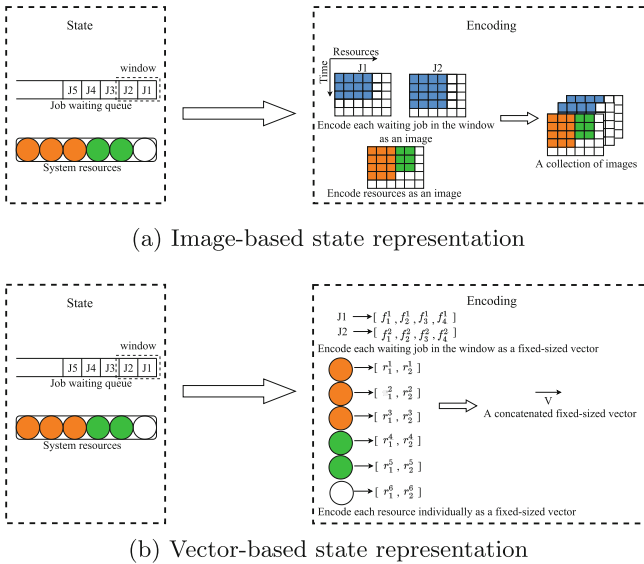 State
Encoding
window
Resources
J1 J2
Time
J5 J4 J3 J2 J1
Job waiting queue
Encode each waiting job in the window
as an image
System resources
A collection of images
Encode resources as an image
(a) Image-based state representation
State
Encoding
window
J1 [ f₁¹ , f₂¹ , f₃¹ , f₄¹ ]
J2 [ f₁² , f₂² , f₃² , f₄² ]
J5 J4 J3 J2 J1
Job waiting queue
Encode each waiting job in the window as a fixed-sized vector
[ r₁¹ , r₂¹ ]
[ ₁² , r₂² ]
[ r₁³ , r₂³ ]
[ r₁⁴ , r₂⁴ ]
[ r₁⁵ , r₂⁵ ]
[ r₁⁶ , r₂⁶ ]
V
A concatenated fixed-sized vector
System resources
Encode each resource individually as a fixed-sized vector
(b) Vector-based state representation